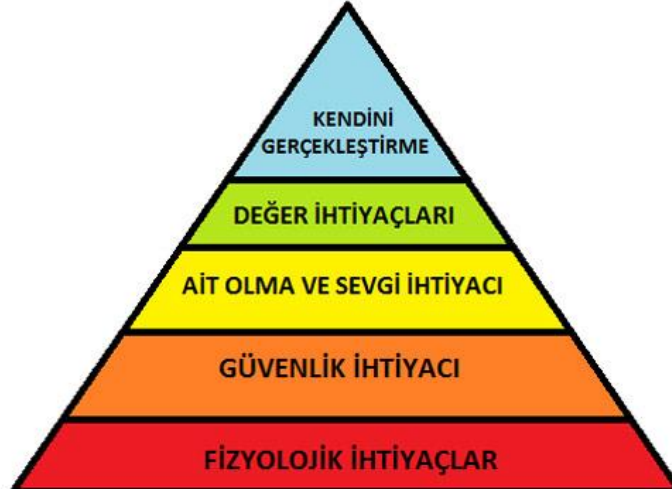 KENDİNİ
GERÇEKLEŞTİRME
DEĞER İHTİYAÇLARI
AİT OLMA VE SEVGİ İHTİYACI
GÜVENLİK İHTİYACI
FİZYOLOJİK İHTİYAÇLAR